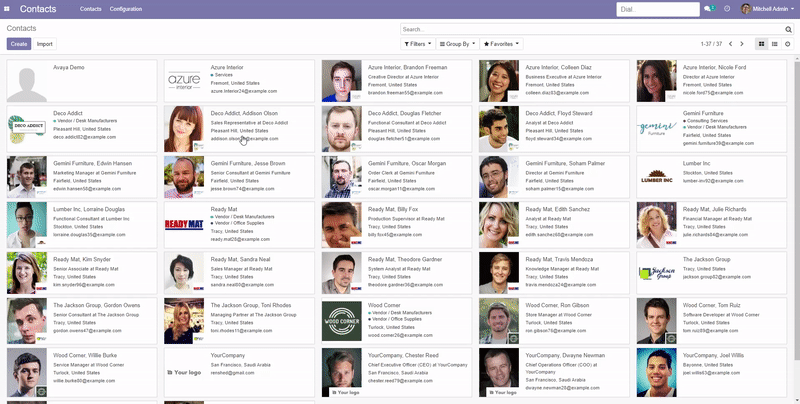 Contacts Contacts Configuration Dial... Mitchell Admin
Contacts
Search...
Create Import Filters Group By Favorites 1-37 / 37
Avaya Demo
Azure Interior
Services
Fremont, United States
azure.interior24@example.com
Azure Interior, Brandon Freeman
Creative Director at Azure Interior
Fremont, United States
brandon.freeman55@example.com
Azure Interior, Colleen Diaz
Business Executive at Azure Interior
Fremont, United States
colleen.diaz83@example.com
Azure Interior, Nicole Ford
Director at Azure Interior
Fremont, United States
nicole.ford75@example.com
Deco Addict
Vendor / Desk Manufacturers
Pleasant Hill, United States
deco.addict82@example.com
Deco Addict, Addison Olson
Sales Representative at Deco Addict
Pleasant Hill, United States
addison.olson@example.com
Deco Addict, Douglas Fletcher
Functional Consultant at Deco Addict
Pleasant Hill, United States
douglas.fletcher51@example.com
Deco Addict, Floyd Steward
Analyst at Deco Addict
Pleasant Hill, United States
floyd.steward34@example.com
Gemini Furniture
Consulting Services
Vendor / Desk Manufacturers
Fairfield, United States
gemini.furniture39@example.com
Gemini Furniture, Edwin Hansen
Marketing Manager at Gemini Furniture
Fairfield, United States
edwin.hansen58@example.com
Gemini Furniture, Jesse Brown
Senior Consultant at Gemini Furniture
Fairfield, United States
jesse.brown74@example.com
Gemini Furniture, Oscar Morgan
Order Clerk at Gemini Furniture
Fairfield, United States
oscar.morgan11@example.com
Gemini Furniture, Soham Palmer
Director at Gemini Furniture
Fairfield, United States
soham.palmer15@example.com
LUMBER INC
Lumber Inc
Stockton, United States
lumber-inv92@example.com
Lumber Inc, Lorraine Douglas
Functional Consultant at Lumber Inc
Stockton, United States
lorraine.douglas35@example.com
READY MAT
Ready Mat
Vendor / Desk Manufacturers
Vendor / Office Supplies
Tracy, United States
ready.mat28@example.com
Ready Mat, Billy Fox
Production Supervisor at Ready Mat
Tracy, United States
billy.fox45@example.com
Ready Mat, Edith Sanchez
Analyst at Ready Mat
Tracy, United States
edith.sanchez68@example.com
Ready Mat, Julie Richards
Financial Manager at Ready Mat
Tracy, United States
julie.richards84@example.com
Ready Mat, Kim Snyder
Senior Associate at Ready Mat
Tracy, United States
kim.snyder96@example.com
Ready Mat, Sandra Neal
Sales Manager at Ready Mat
Tracy, United States
sandra.neal80@example.com
Ready Mat, Theodore Gardner
System Analyst at Ready Mat
Tracy, United States
theodore.gardner36@example.com
Ready Mat, Travis Mendoza
Knowledge Manager at Ready Mat
Tracy, United States
travis.mendoza24@example.com
The Jackson Group
Tracy, United States
jackson.group82@example.com
The Jackson Group, Gordon Owens
Senior Consultant at The Jackson Group
Tracy, United States
gordon.owens47@example.com
The Jackson Group, Toni Rhodes
Managing Partner at The Jackson Group
Tracy, United States
toni.rhodes11@example.com
WOOD CORNER
Wood Corner
Vendor / Desk Manufacturers
Vendor / Office Supplies
Turlock, United States
wood.corner26@example.com
Wood Corner, Ron Gibson
Store Manager at Wood Corner
Turlock, United States
ron.gibson76@example.com
Wood Corner, Tom Ruiz
Software Developer at Wood Corner
Turlock, United States
tom.ruiz89@example.com
Wood Corner, Willie Burke
Service Manager at Wood Corner
Turlock, United States
willie.burke80@example.com
Your logo
YourCompany
San Francisco, Saudi Arabia
renshed@gmail.com
Your logo
YourCompany, Chester Reed
Chief Executive Officer (CEO) at YourCompany
San Francisco, Saudi Arabia
chester.reed79@example.com
Your logo
YourCompany, Dwayne Newman
Chief Operations Officer (COO) at
YourCompany
San Francisco, Saudi Arabia
dwayne.newman28@example.com
YourCompany, Joel Willis
Bayonne, United States
joel.willis63@example.com